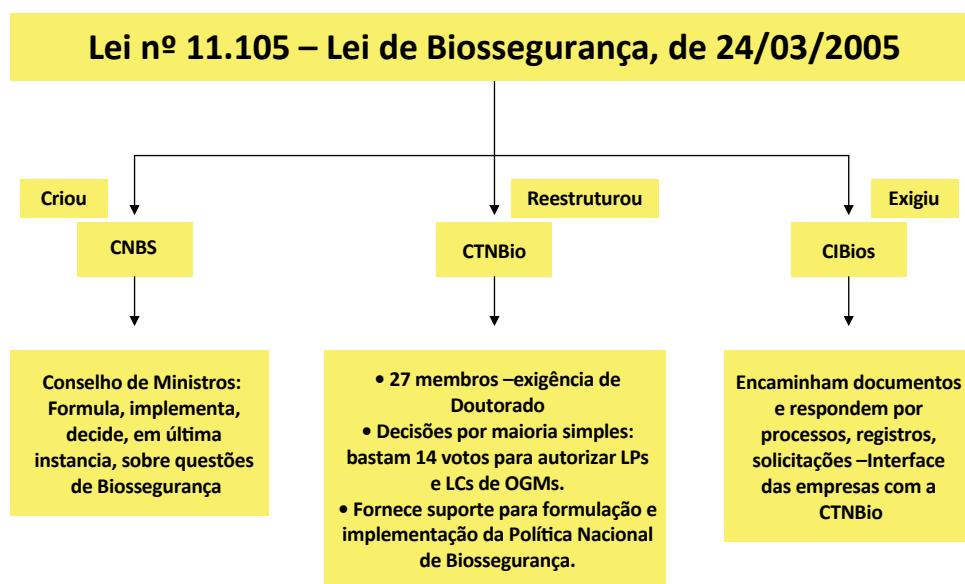 Lei nº 11.105 – Lei de Biossegurança, de 24/03/2005
Criou
CNBS
Reestruturou
CTNBio
Exigiu
CIBios
Conselho de Ministros:
Formula, implementa,
decide, em última
instancia, sobre questões
de Biossegurança
• 27 membros –exigência de
Doutorado
• Decisões por maioria simples:
bastam 14 votos para autorizar LPs
e LCs de OGMs.
• Fornece suporte para formulação e
implementação da Política Nacional
de Biossegurança.
Encaminham documentos
e respondem por
processos, registros,
solicitações –Interface
das empresas com a
CTNBio